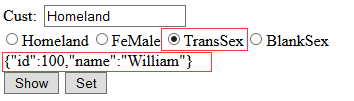 Cust: Homeland
Homeland FeMale TransSex BlankSex
{"id":100,"name":"William"}
Show Set